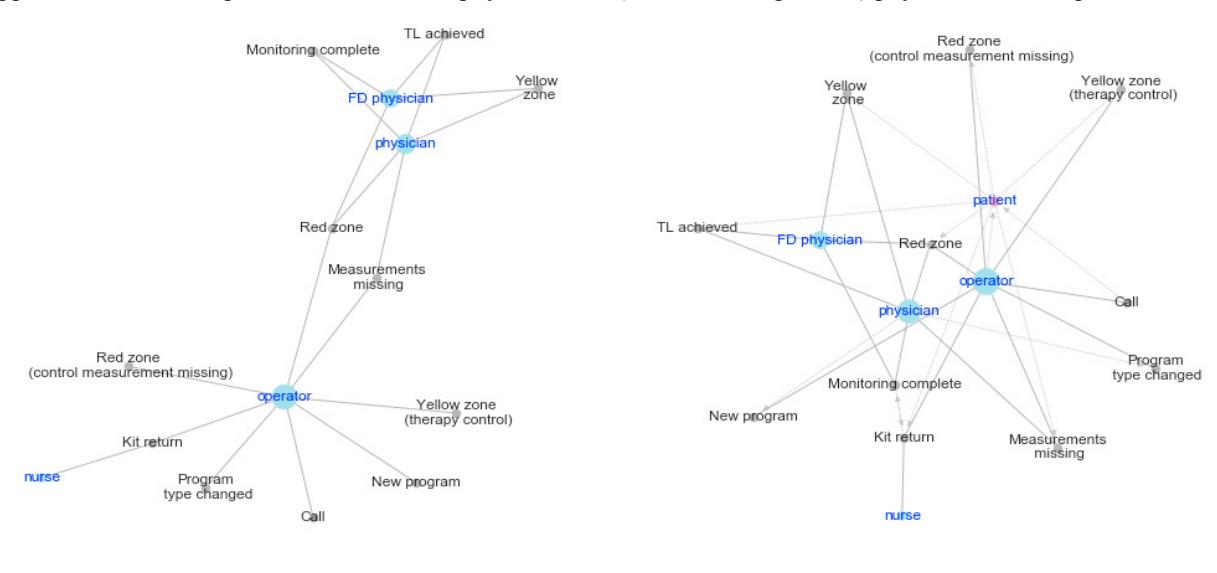 Monitoring complete
TL achieved
Yellow
zone
FD physician
physician
Red zone
Measurements
missing
Red zone
(control measurement missing)
operator
Yellow zone
(therapy control)
Kit return
nurse
Program
type changed
New program
Call
Red zone
(control measurement missing)
Yellow
zone
Yellow zone
(therapy control)
patient
TL achieved
FD physician
Red zone
operator
physician
Call
Program
type changed
Monitoring complete
New program
Kit return
Measurements
missing
nurse